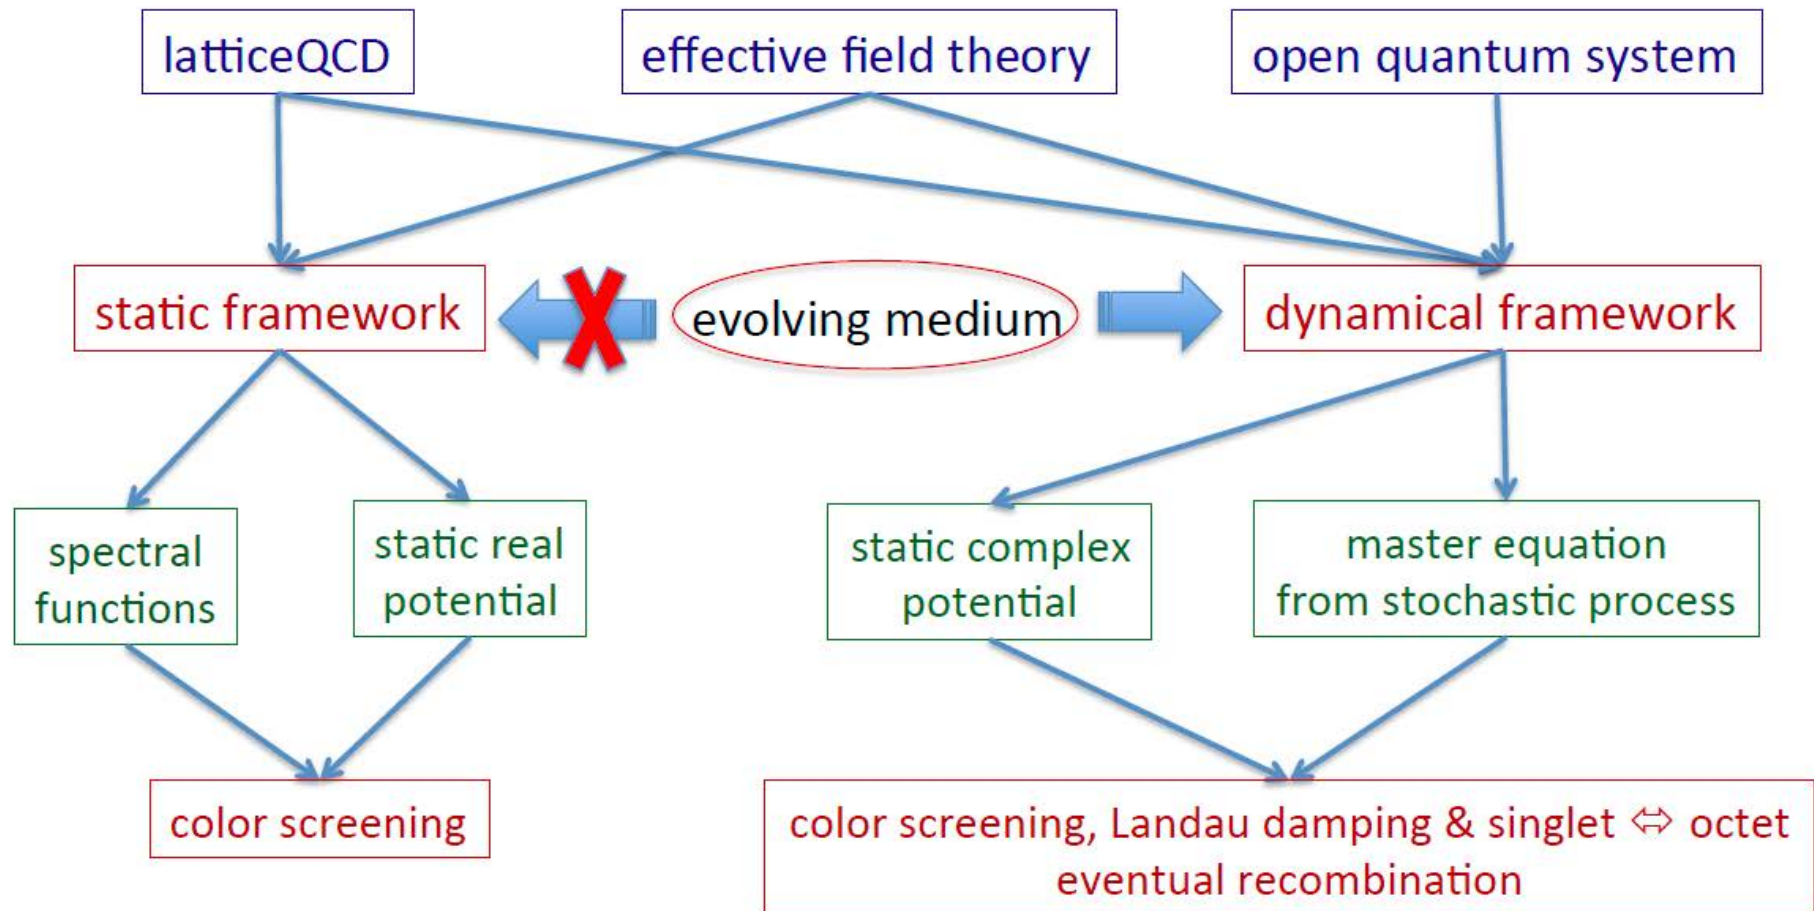 latticeQCD
effective field theory
open quantum system
static framework
evolving medium
dynamical framework
spectral
functions
static real
potential
static complex
potential
master equation
from stochastic process
color screening
color screening, Landau damping & singlet ⇔ octet
eventual recombination